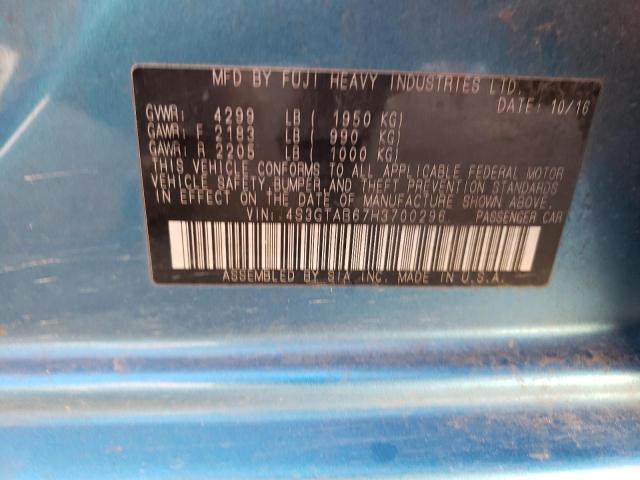 MFD BY FUJI HEAVY INDUSTRIES LTD.
DATE: 10/16
GVWR: 4299 LB ( 1950 KG)
GAWR: F 2183 LB ( 990 KG)
GAWR: R 2205 LB ( 1000 KG)
THIS VEHICLE CONFORMS TO ALL APPLICABLE FEDERAL MOTOR
VEHICLE SAFETY, BUMPER, AND THEFT PREVENTION STANDARDS
IN EFFECT ON THE DATE OF MANUFACTURE SHOWN ABOVE.
VIN: 4S3GTAB67H3700296 PASSENGER CAR
ASSEMBLED BY SIA INC. MADE IN U.S.A.